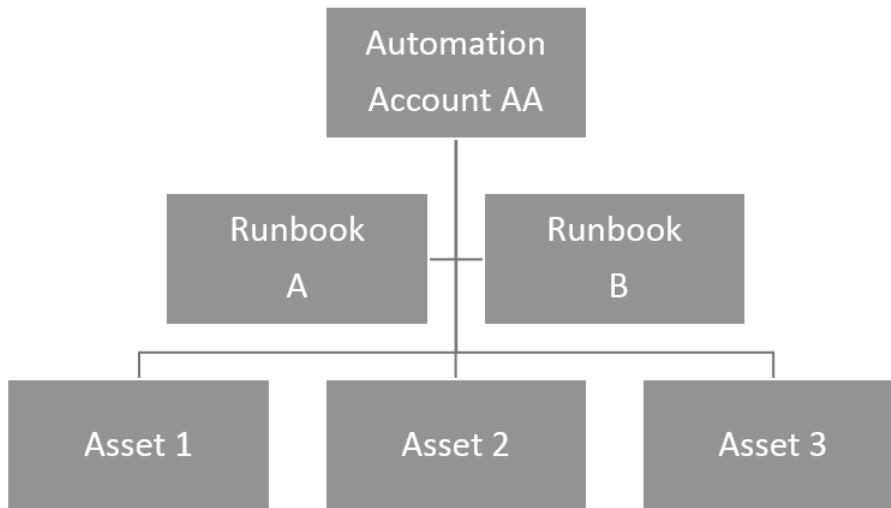 Automation
Account AA
Runbook
A
Runbook
B
Asset 1
Asset 2
Asset 3